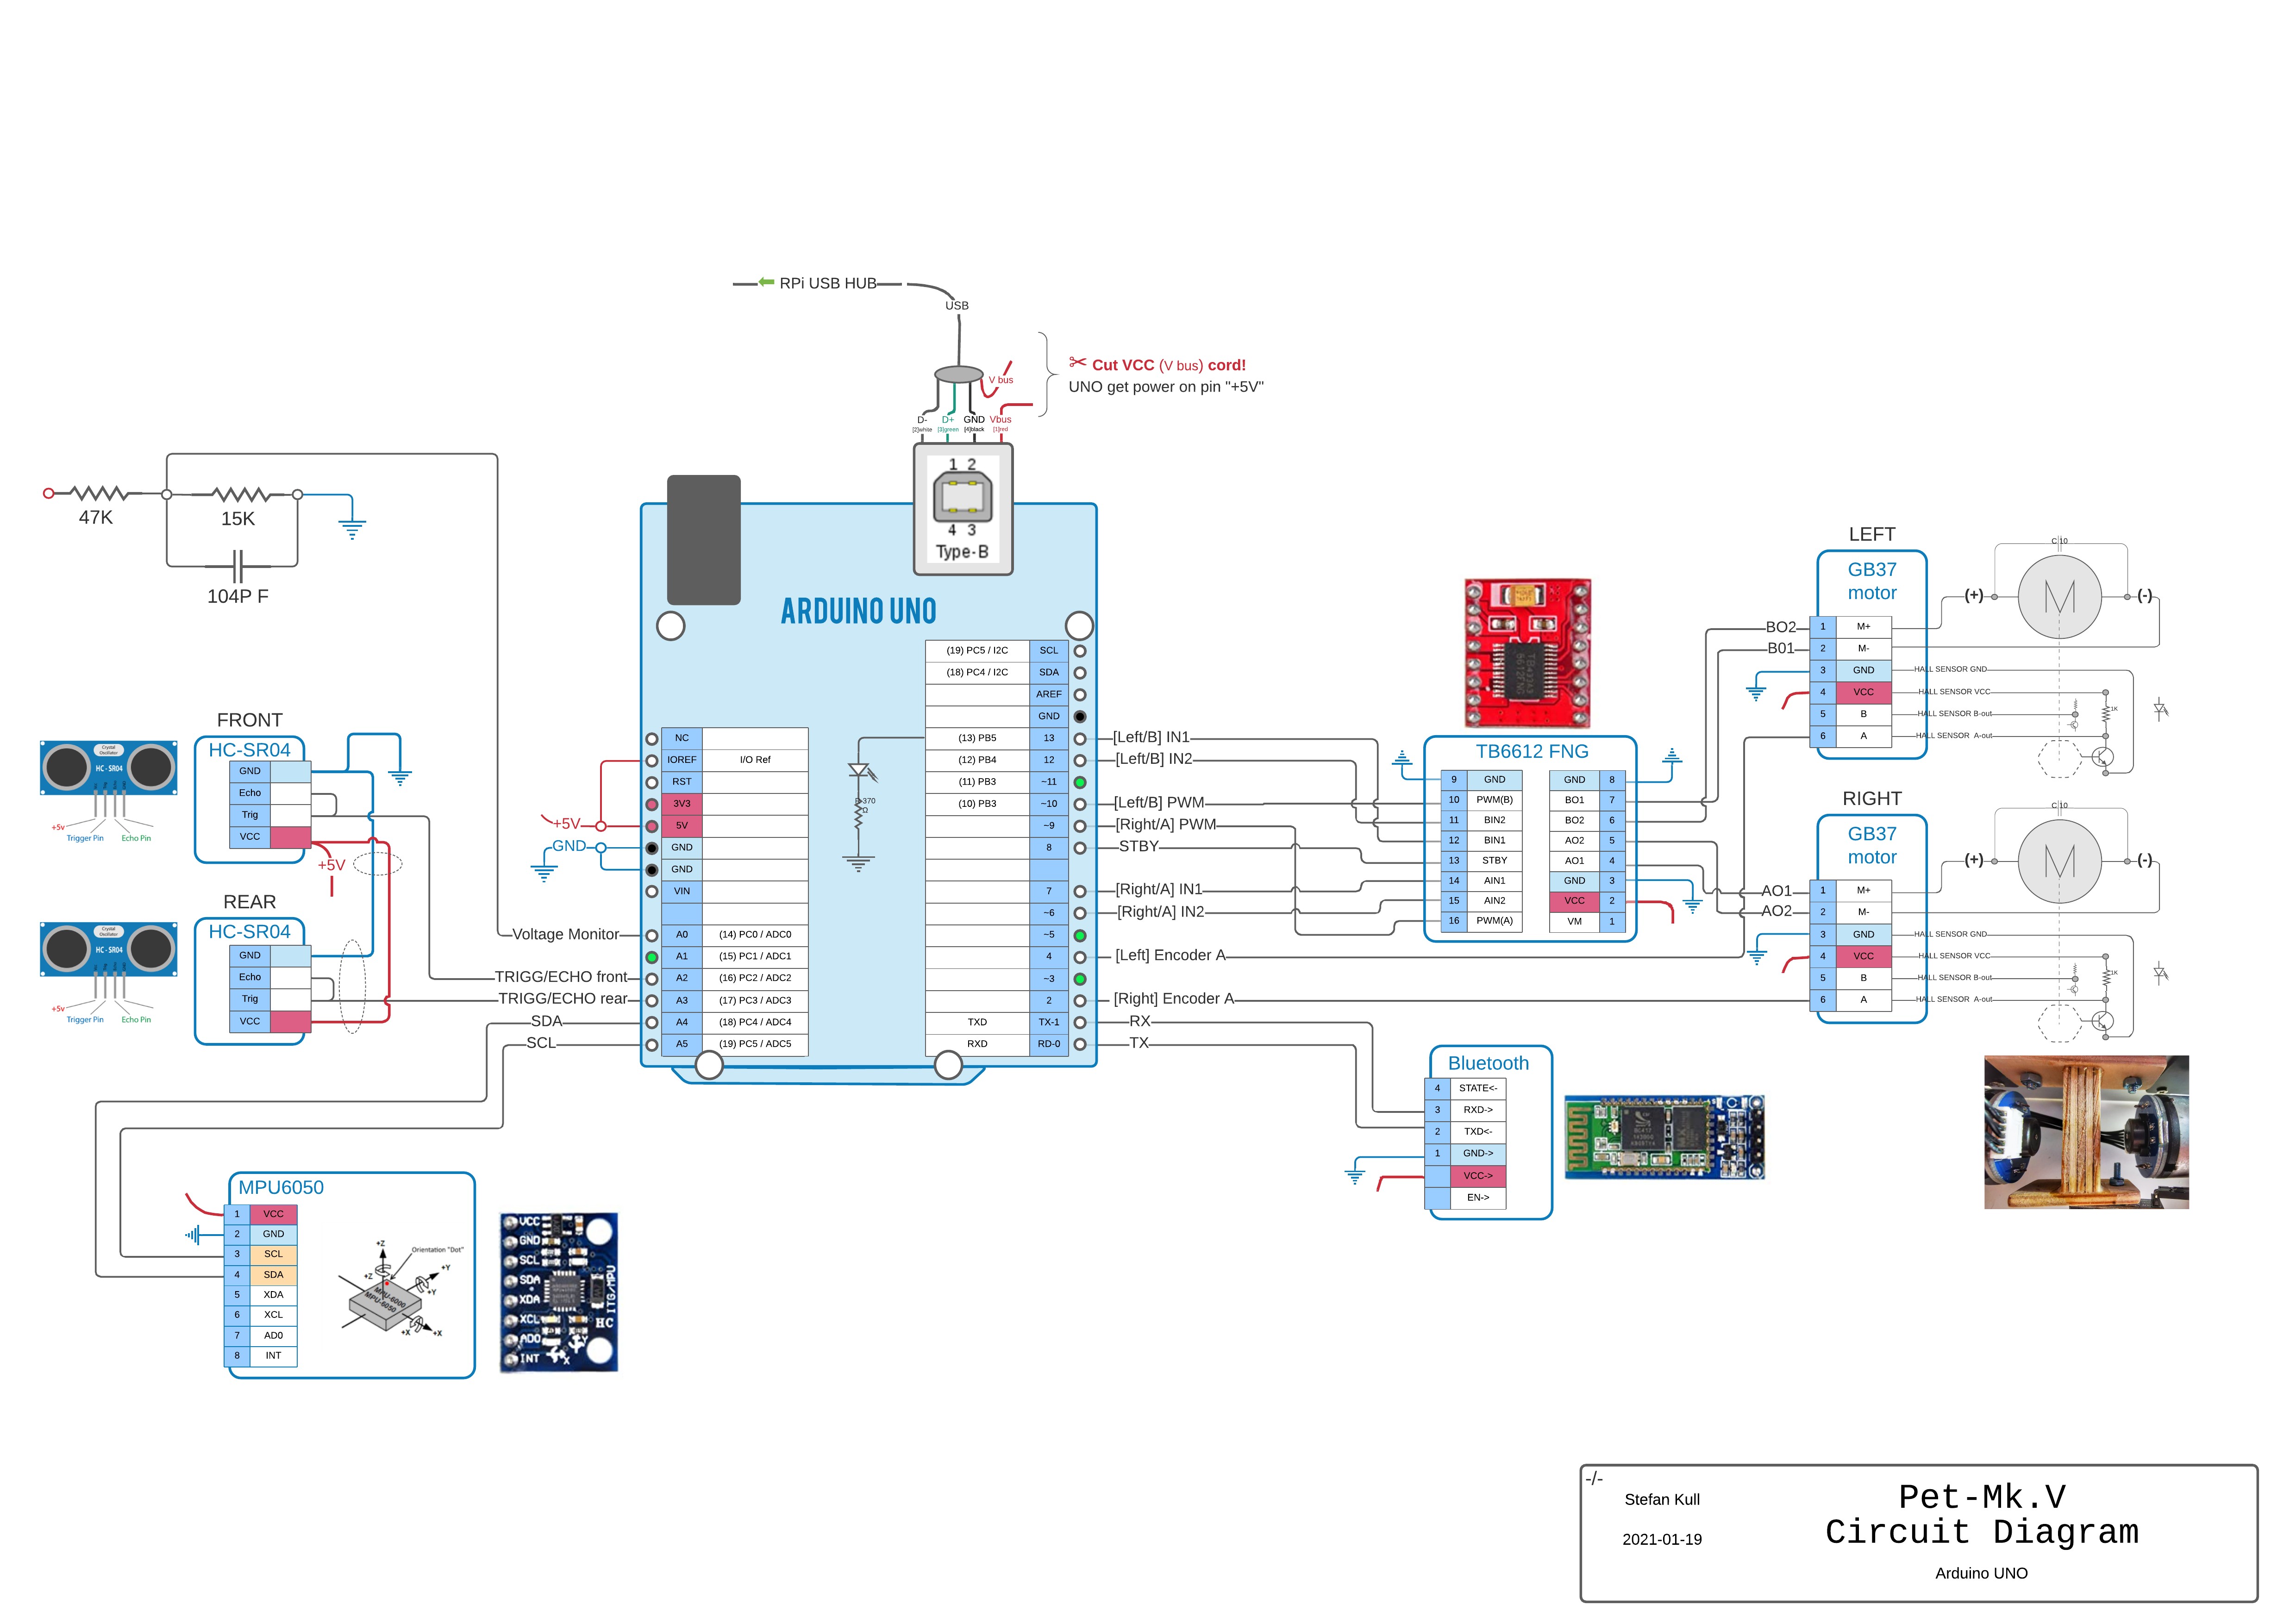 RPi USB HUB
USB
V bus
✂ Cut VCC (V bus) cord!
UNO get power on pin "+5V"
D- D+ GND Vbus
[2]white [3]green [4]black [1]red
1 2
4 3
Type-B
47K
15K
104P F
ARDUINO UNO
(19) PC5 / I2C SCL
(18) PC4 / I2C SDA
AREF
GND
(13) PB5 13
(12) PB4 12
(11) PB3 ~11
(10) PB3 ~10
~9
8
7
~6
~5
4
~3
2
TXD TX-1
RXD RD-0
NC
IOREF I/O Ref
RST
3V3
5V
GND
GND
VIN
A0 (14) PC0 / ADC0
A1 (15) PC1 / ADC1
A2 (16) PC2 / ADC2
A3 (17) PC3 / ADC3
A4 (18) PC4 / ADC4
A5 (19) PC5 / ADC5
+5V
GND
Voltage Monitor
TRIGG/ECHO front
TRIGG/ECHO rear
SDA
SCL
FRONT
HC-SR04
GND
Echo
Trig
VCC
+5V
Crystal
Oscillator
HC - SR04
+5v
Trigger Pin
Echo Pin
REAR
HC-SR04
GND
Echo
Trig
VCC
Crystal
Oscillator
HC - SR04
+5v
Trigger Pin
Echo Pin
[Left/B] IN1
[Left/B] IN2
[Left/B] PWM
[Right/A] PWM
STBY
[Right/A] IN1
[Right/A] IN2
[Left] Encoder A
[Right] Encoder A
RX
TX
TB6612 FNG
9 GND GND 8
10 PWM(B) BO1 7
11 BIN2 BO2 6
12 BIN1 AO2 5
13 STBY AO1 4
14 AIN1 GND 3
15 AIN2 VCC 2
16 PWM(A) VM 1
LEFT
GB37
motor
BO2
B01
1 M+
2 M-
3 GND
4 VCC
5 B
6 A
C 10
(+) M (-)
HALL SENSOR GND
HALL SENSOR VCC
HALL SENSOR B-out
HALL SENSOR A-out
1K
RIGHT
GB37
motor
AO1
AO2
1 M+
2 M-
3 GND
4 VCC
5 B
6 A
C 10
(+) M (-)
HALL SENSOR GND
HALL SENSOR VCC
HALL SENSOR B-out
HALL SENSOR A-out
1K
Bluetooth
4 STATE<-
3 RXD->
2 TXD<-
1 GND->
VCC->
EN->
MPU6050
1 VCC
2 GND
3 SCL
4 SDA
5 XDA
6 XCL
7 AD0
8 INT
Orientation "Dot"
+Z
+Z
+Y
+Y
MPU-6000
MPU-6050
+X
+X
VCC
GND
SCL
SDA
XDA
XCL
ADO
INT
ITG/MPU
HC
X
-/-
Stefan Kull
2021-01-19
Pet-Mk.V
Circuit Diagram
Arduino UNO